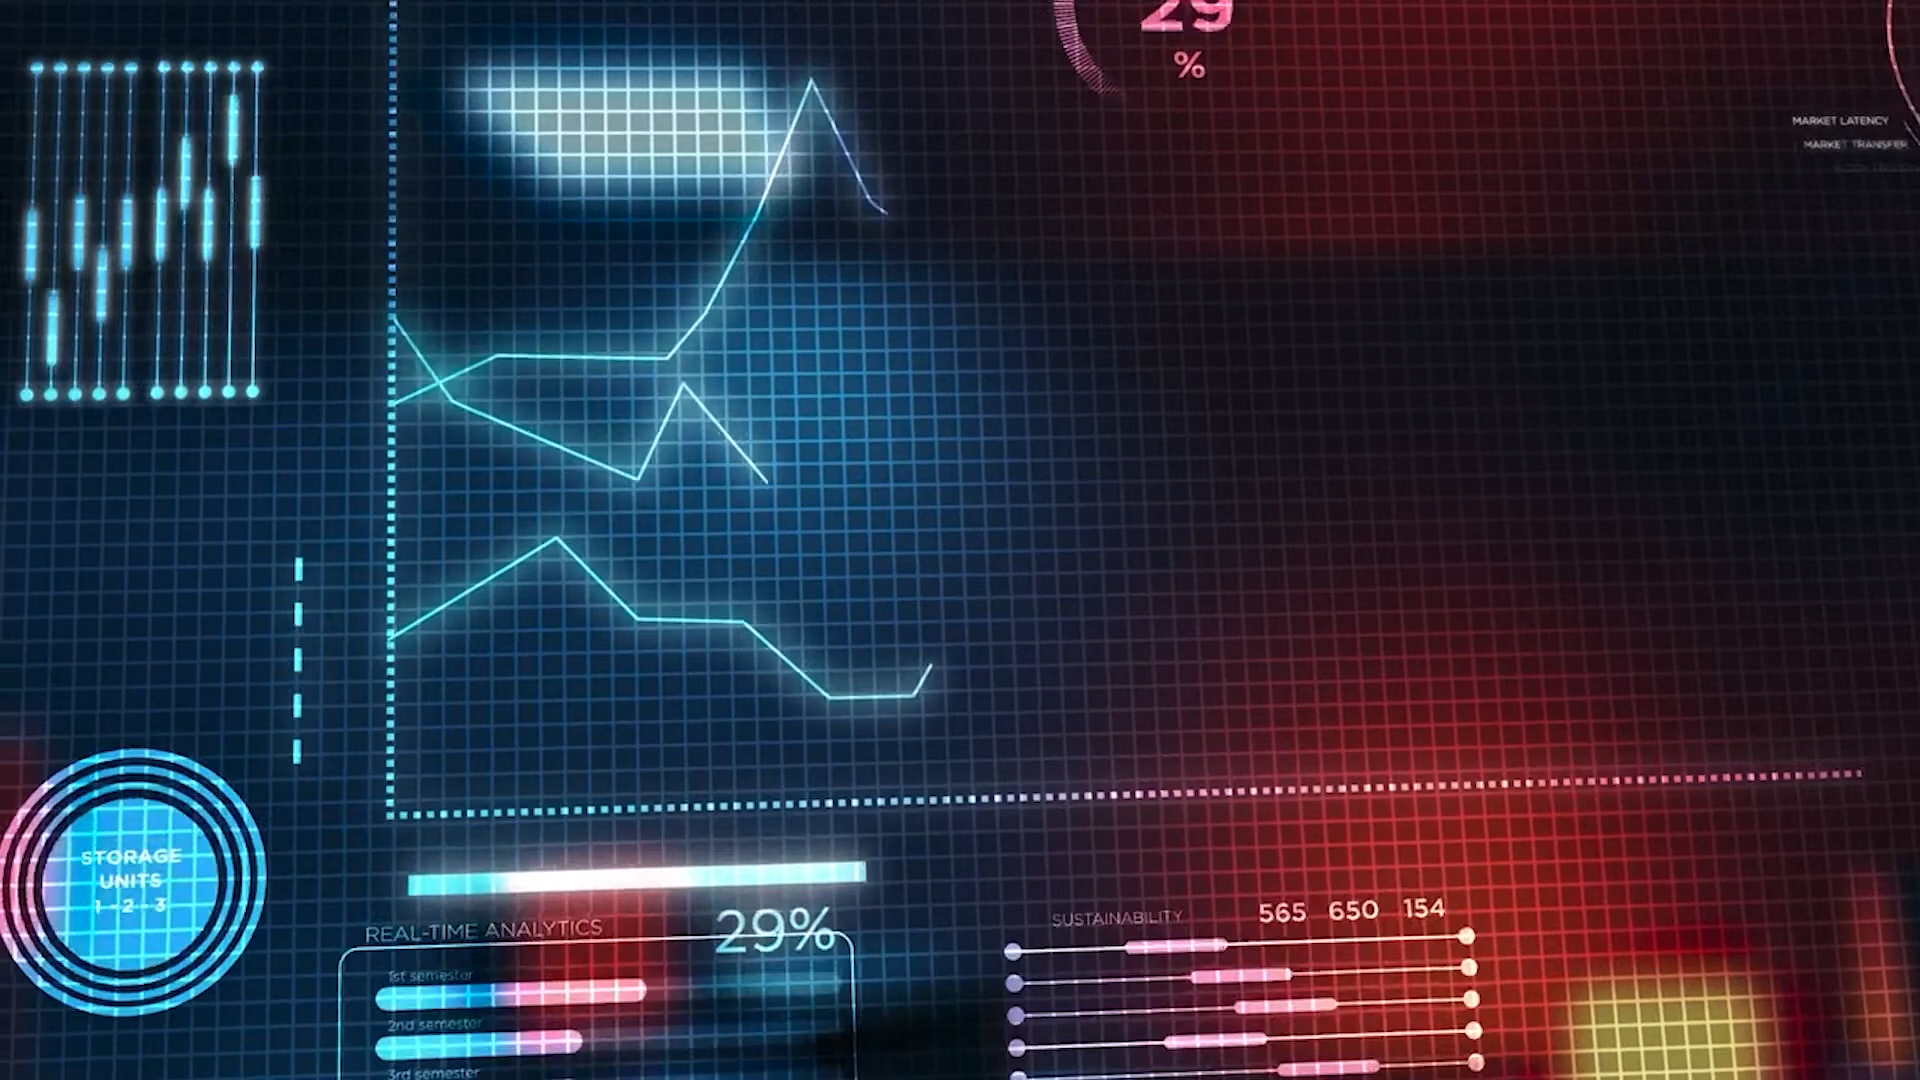 29
%
MARKET LATENCY
MARKET TRANSFER
STORAGE
UNITS
1 - 2 - 3
REAL-TIME ANALYTICS
29%
1st semester
2nd semester
3rd semester
SUSTAINABILITY
565 650 154